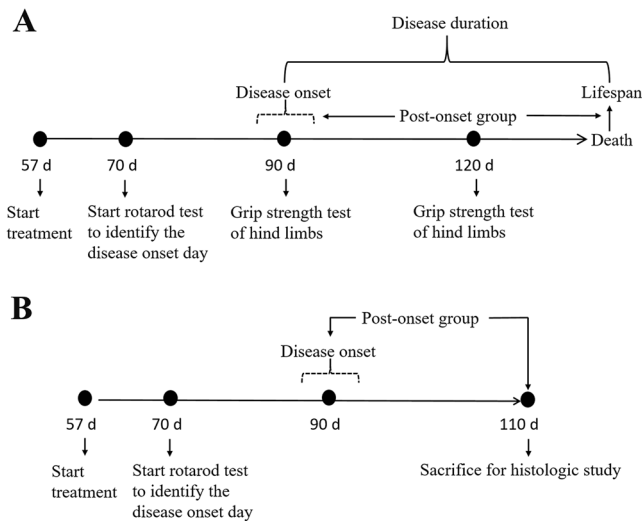 A
Disease duration
Disease onset
Lifespan
Post-onset group
Death
57 d
70 d
90 d
120 d
Start
treatment
Start rotarod test
to identify the
disease onset day
Grip strength test
of hind limbs
Grip strength test
of hind limbs
B
Post-onset group
Disease onset
57 d
70 d
90 d
110 d
Start
treatment
Start rotarod test
to identify the
disease onset day
Sacrifice for histologic study